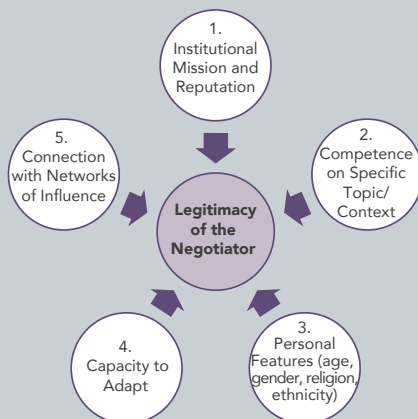 1.
Institutional
Mission and
Reputation
2.
Competence
on Specific
Topic/
Context
3.
Personal
Features (age,
gender, religion,
ethnicity)
4.
Capacity to
Adapt
5.
Connection
with Networks
of Influence
Legitimacy
of the
Negotiator